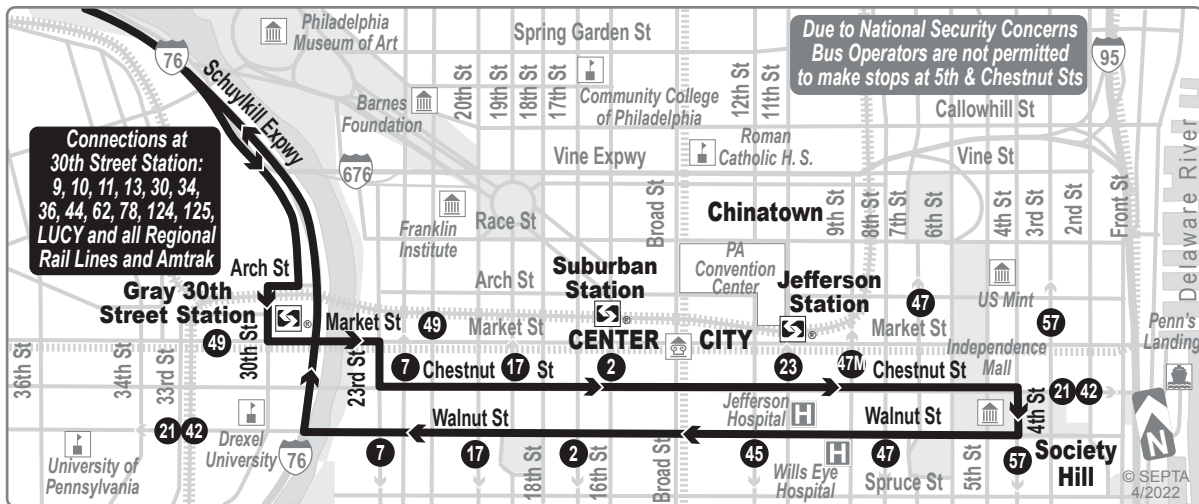 Due to National Security Concerns
Bus Operators are not permitted
to make stops at 5th & Chestnut Sts
Philadelphia
Museum of Art
Spring Garden St
76
95
Schuylkill Expwy
Connections at
30th Street Station:
9, 10, 11, 13, 30, 34,
36, 44, 62, 78, 124, 125,
LUCY and all Regional
Rail Lines and Amtrak
Barnes
Foundation
20th St
19th St
18th St
17th St
Community College
of Philadelphia
12th St
11th St
Callowhill St
Roman
Catholic H. S.
Vine Expwy
Vine St
676
Franklin
Institute
Race St
Broad St
Chinatown
9th St
8th St
7th St
6th St
4th St
3rd St
2nd St
Front St
Delaware River
Arch St
Arch St
PA
Convention
Center
Gray 30th
Street Station
Suburban
Station
Jefferson
Station
US Mint
47
57
®
®
®
Market St
49
Market St
Market St
CENTER
CITY
Penn's
Landing
49
36th St
34th St
33rd St
30th St
23rd St
7
Chestnut
17
St
2
23
47M
Chestnut St
Independence
Mall
21
42
4th St
Walnut St
Jefferson
Hospital
H
Walnut St
21
42
Drexel
University
76
University of
Pennsylvania
7
17
18th St
2
16th St
Broad St
45
Wills Eye
Hospital
H
47
Spruce St
5th St
57
Society
Hill
N
© SEPTA
4/2022